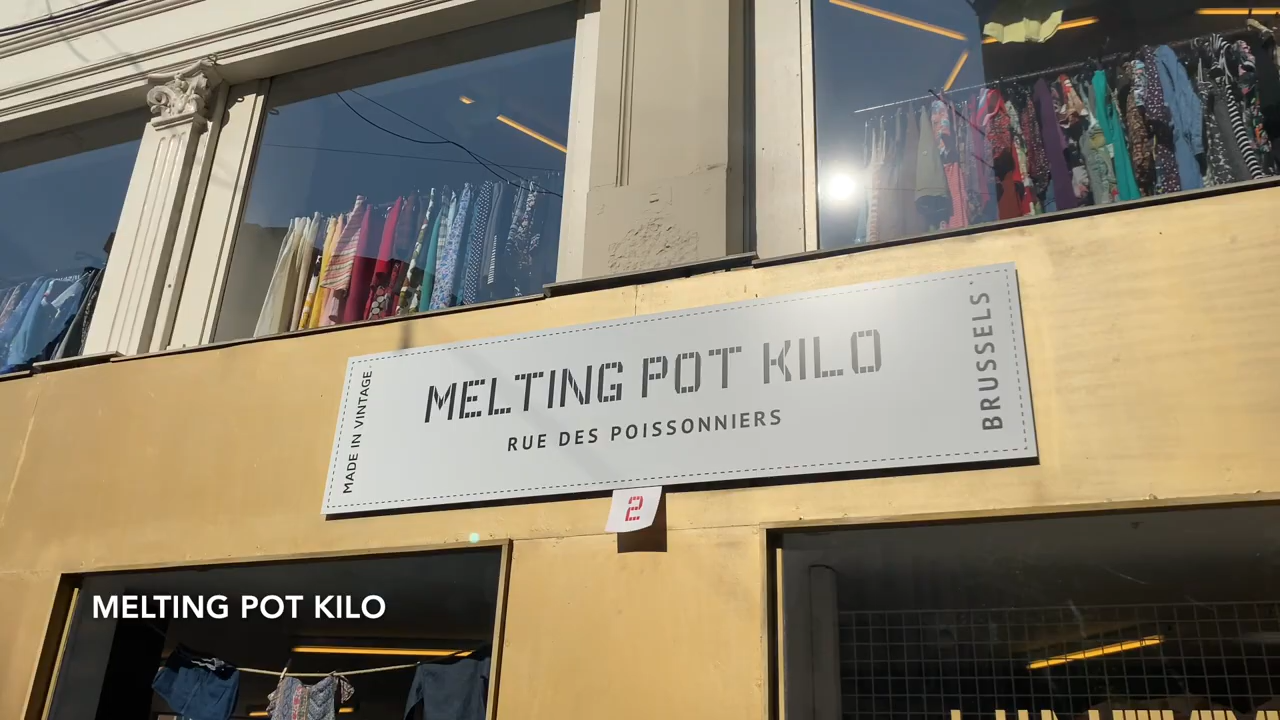 MADE IN VINTAGE.
MELTING POT KILO
RUE DES POISSONNIERS
BRUSSELS.
2
MELTING POT KILO